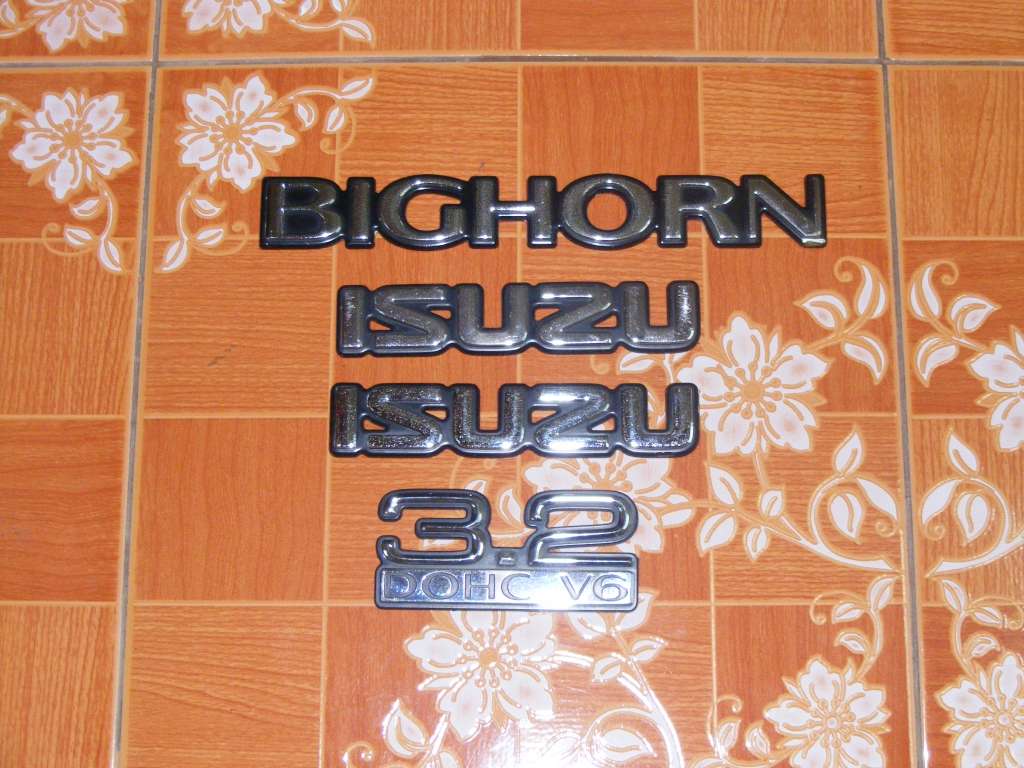 BIGHORN
ISUZU
ISUZU
3.2
DOHC V6